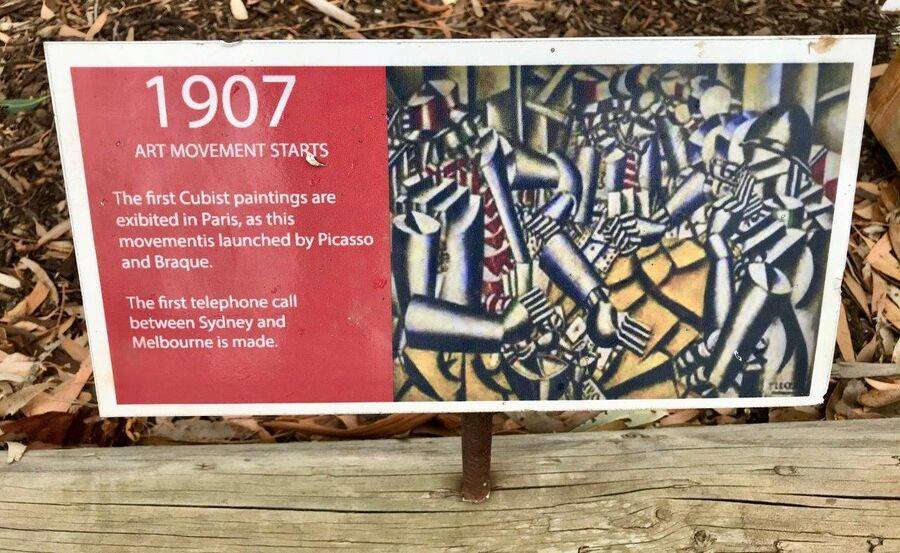 1907
ART MOVEMENT STARTS
The first Cubist paintings are
exibited in Paris, as this
movementis launched by Picasso
and Braque.
The first telephone call
between Sydney and
Melbourne is made.